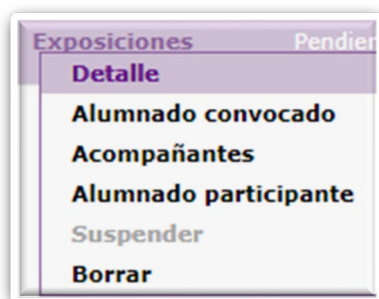 Exposiciones Pendien
Detalle
Alumnado convocado
Acompañantes
Alumnado participante
Suspender
Borrar